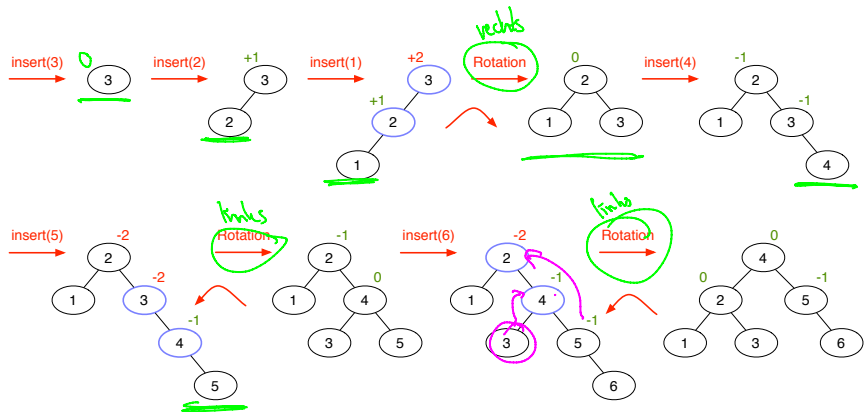 rechts
0 +1 +2 0 -1
insert(3) 3 insert(2) 3 insert(1) 3 Rotation 2 insert(4) 2
+1 -1
2 2 1 3 1 3
1 4
links links
insert(5) -2 Rotation -1 insert(6) -2 Rotation 0
2 2 2 4
-2 0 -1 0 -1
1 3 1 4 1 4 2 5
-1 -1
4 3 5 3 5 1 3 6
5 6